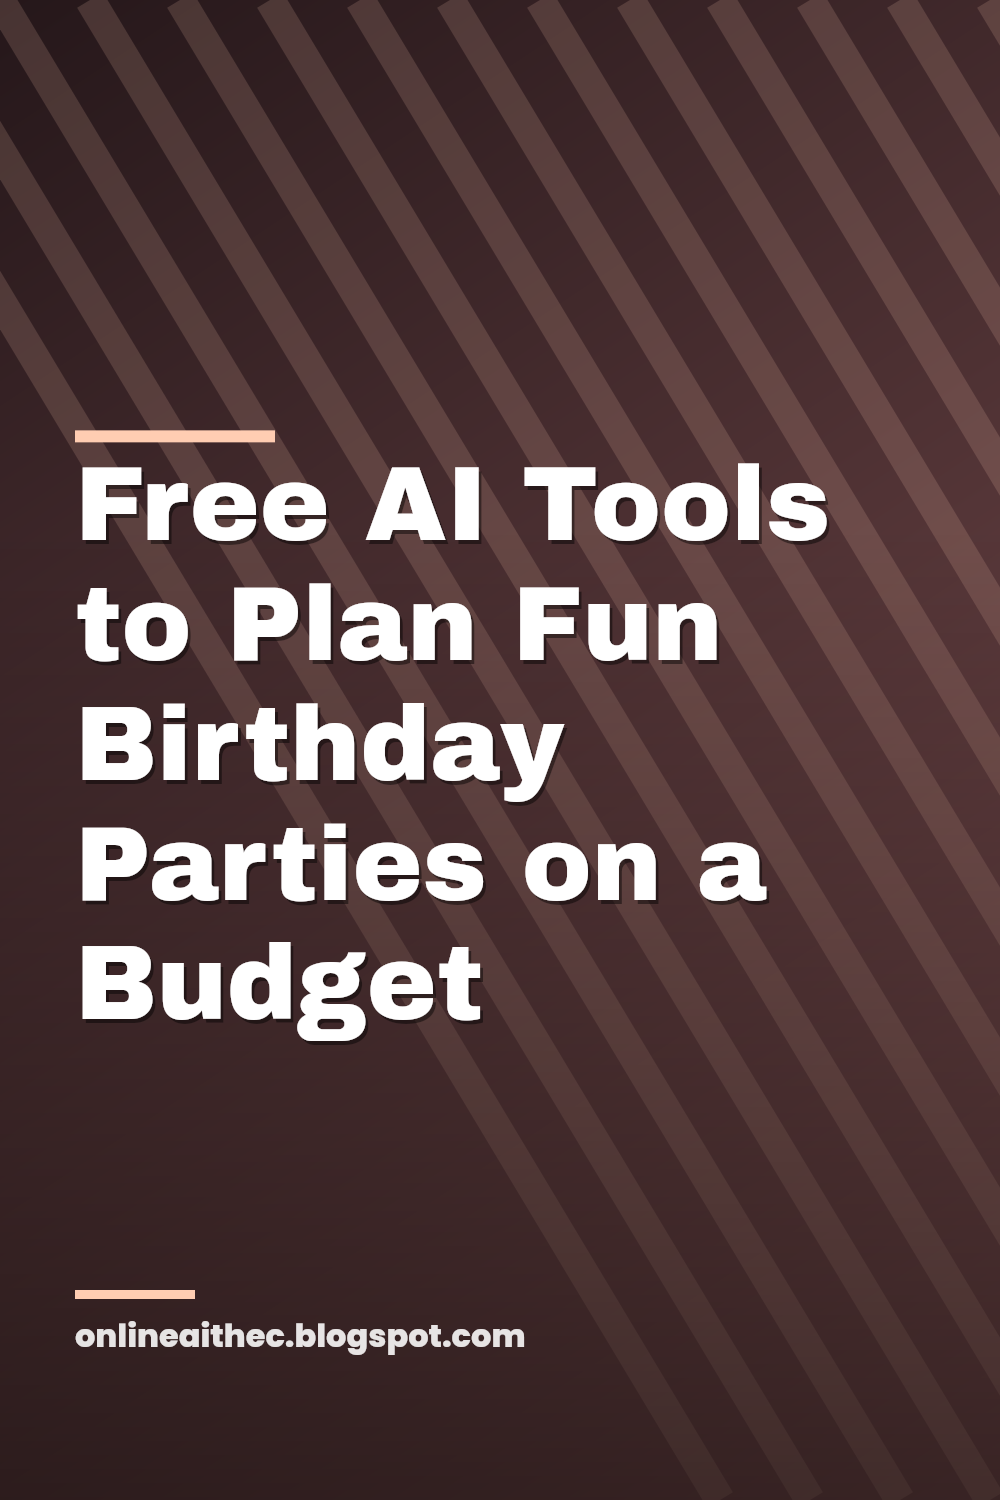 Free AI Tools
to Plan Fun
Birthday
Parties on a
Budget
onlineaithec.blogspot.com